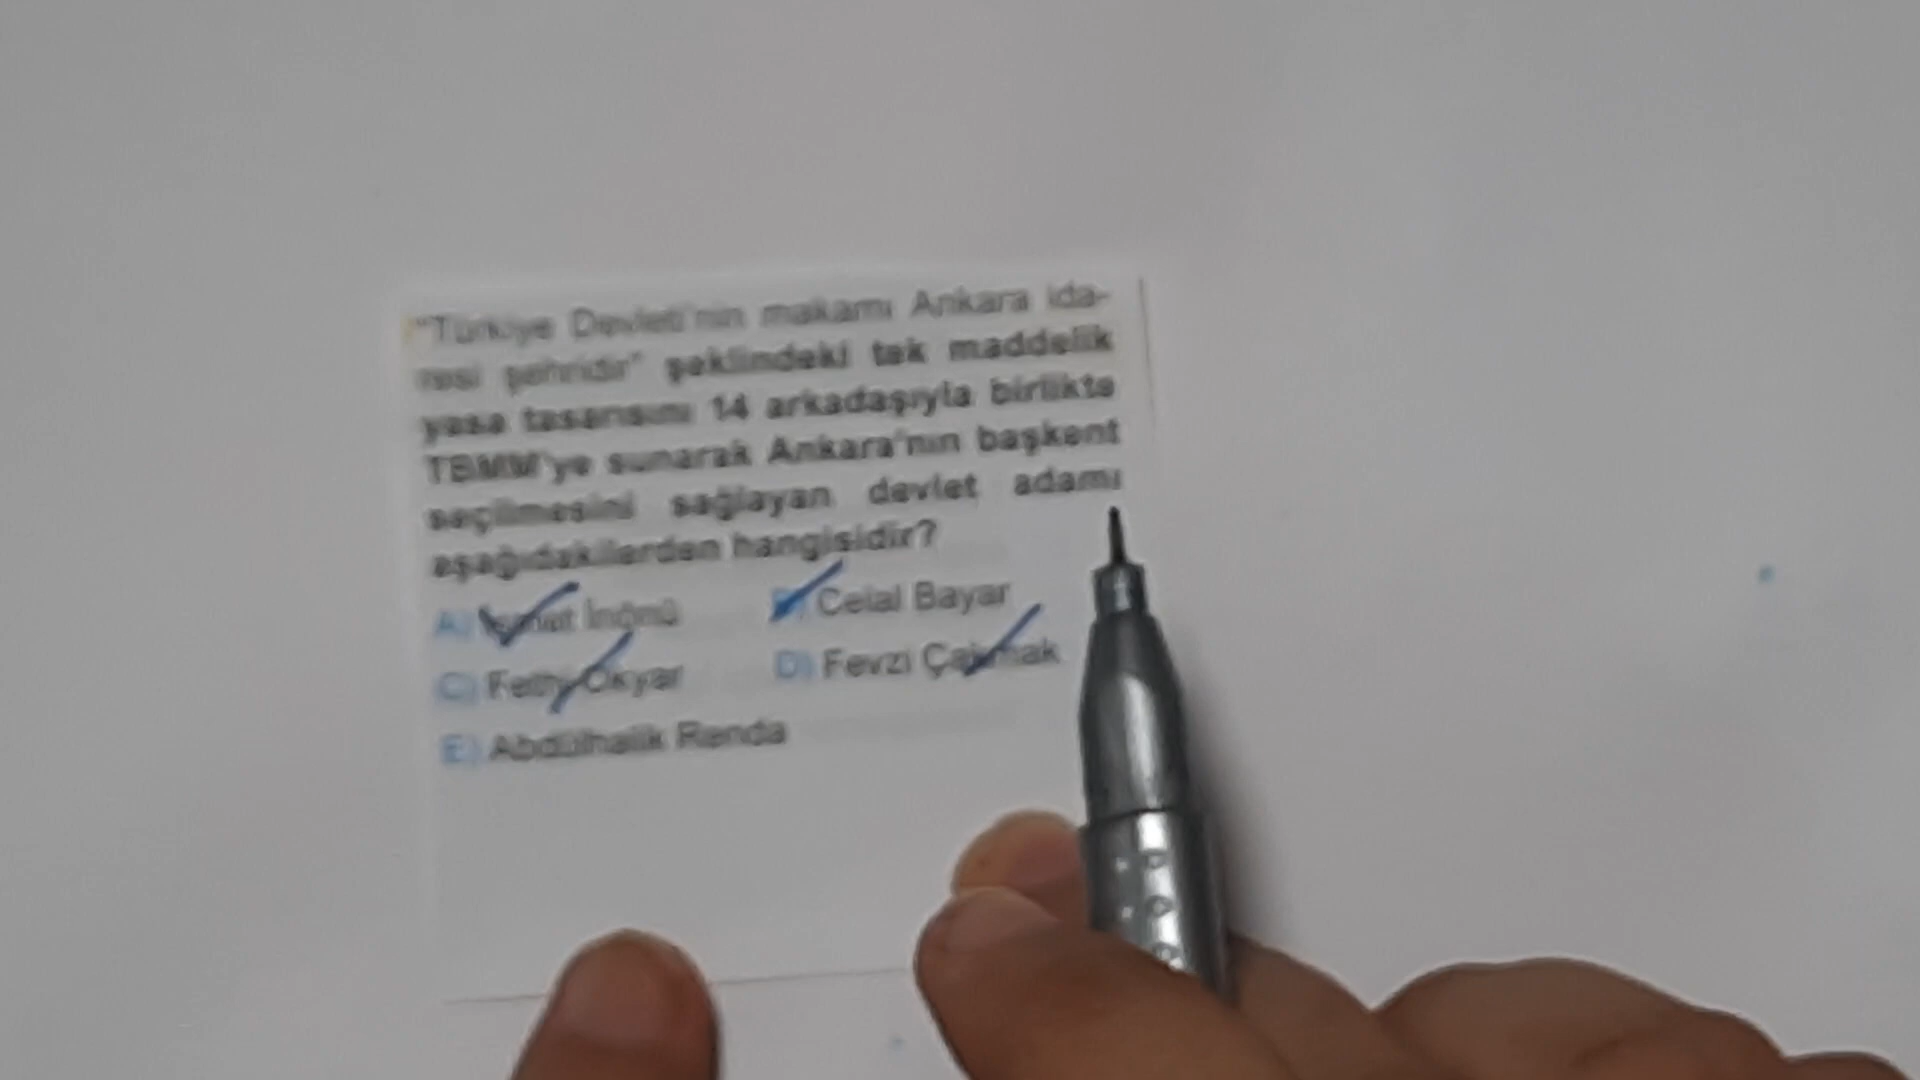 "Türkiye Devleti'nin makamı Ankara ida-
resi şehridir" şeklindeki tek maddelik
yasa tasarısını 14 arkadaşıyla birlikte
TBMM'ye sunarak Ankara'nın başkent
seçilmesini sağlayan devlet adamı
aşağıdakilerden hangisidir?
A) İsmet İnönü B) Celal Bayar
C) Fethi Okyar D) Fevzi Çakmak
E) Abdülhalik Renda